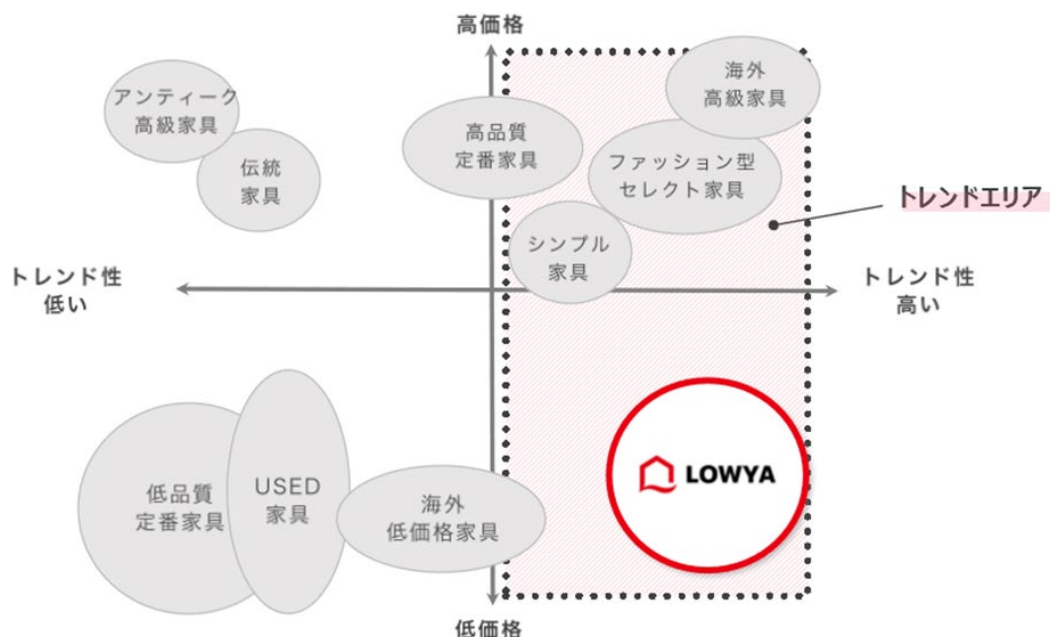 高価格
海外
高級家具
アンティーク
高級家具
高品質
定番家具
伝統
家具
ファッション型
セレクト家具
トレンドエリア
シンプル
家具
トレンド性
低い
トレンド性
高い
低品質
定番家具
USED
家具
海外
低価格家具
LOWYA
低価格